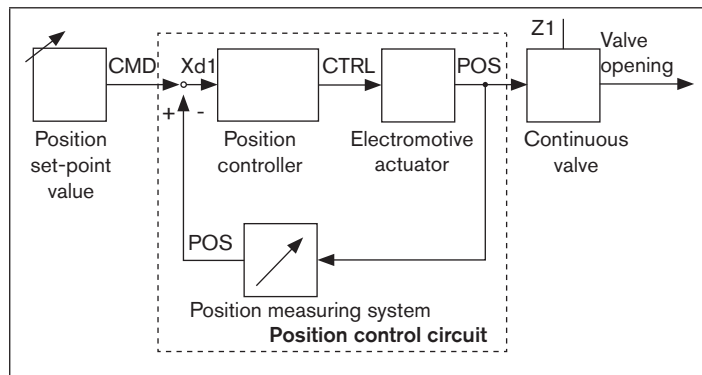 Z1
Valve
opening
CMD
Xd1
CTRL
POS
+
-
Position
set-point
value
Position
controller
Electromotive
actuator
Continuous
valve
POS
Position measuring system
Position control circuit